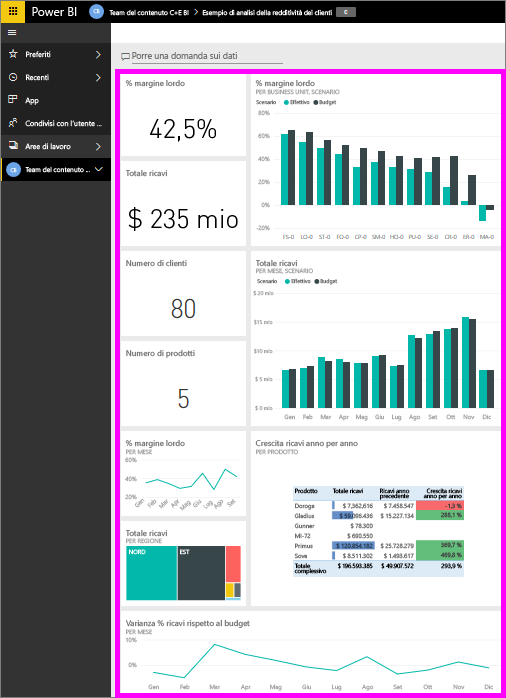 Power BI
CB
Team del contenuto C+E BI > Esempio di analisi della redditività dei clienti
C
Preferiti
Recenti
App
Condivisi con l'utente ...
Aree di lavoro
CB
Team del contenuto ...
Porre una domanda sui dati
% margine lordo
42,5%
Totale ricavi
$ 235 mio
Numero di clienti
80
Numero di prodotti
5
% margine lordo
PER BUSINESS UNIT, SCENARIO
Scenario Effettivo Budget
80%
60%
40%
20%
0%
-20%
FS-0 LO-0 ST-0 FO-0 CP-0 SM-0 HO-0 PU-0 SE-0 CR-0 ER-0 MA-0
Totale ricavi
PER MESE, SCENARIO
Scenario Effettivo Budget
$ 20 mio
$15 mio
$10 mio
$ 5 mio
$ 0 mio
Gen Feb Mar Apr Mag Giu Lug Ago Set Ott Nov Dic
% margine lordo
PER MESE
60%
40%
20%
Gen Feb Mar Apr Mag Giu Lug Ago Set
Totale ricavi
PER REGIONE
NORD EST
Crescita ricavi anno per anno
PER PRODOTTO
Prodotto Totale ricavi Ricavi anno precedente Crescita ricavi anno per anno
Doroga $ 7,362,616 $ 7.458.547 -1,3 %
Gladius $ 59.096.436 $ 15.227.134 288,1 %
Gunner $ 78.300
MI-72 $ 690.550
Primus $ 120.854.182 $ 25.728.279 369,7 %
Sove $ 8.511.302 $ 1.493.617 469,8 %
Totale complessivo $ 196.593.385 $ 49.907.572 293,9 %
Varianza % ricavi rispetto al budget
PER MESE
10%
0%
Gen Feb Mar Apr Mag Giu Lug Ago Set Ott Nov Dic